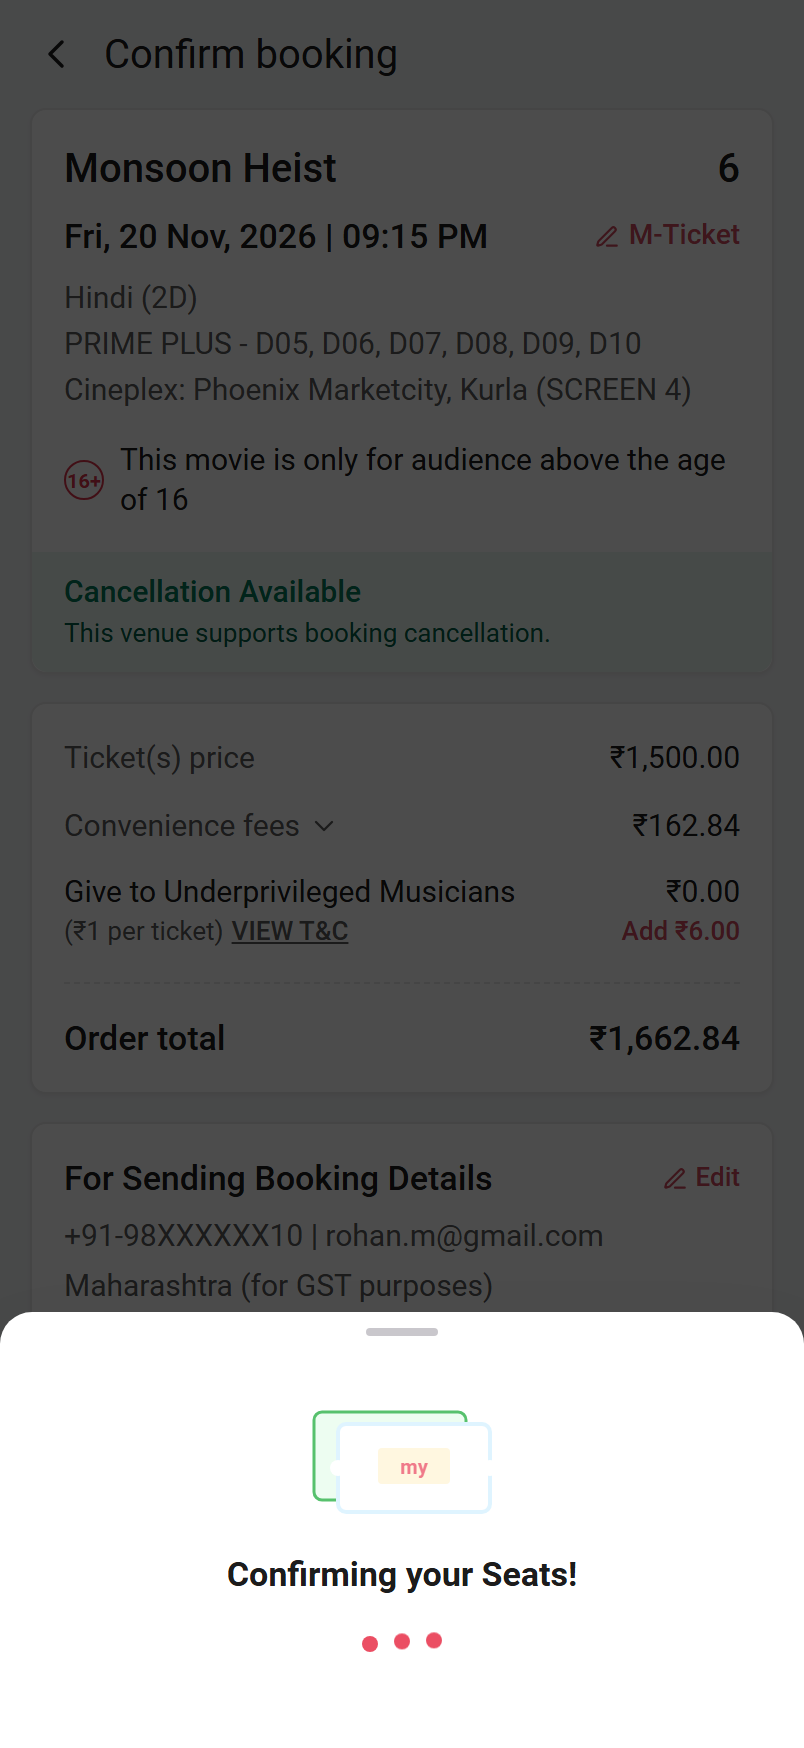 Confirm booking
Monsoon Heist 6
Fri, 20 Nov, 2026 | 09:15 PM M-Ticket
Hindi (2D)
PRIME PLUS - D05, D06, D07, D08, D09, D10
Cineplex: Phoenix Marketcity, Kurla (SCREEN 4)
16+ This movie is only for audience above the age
of 16
Cancellation Available
This venue supports booking cancellation.
Ticket(s) price ₹1,500.00
Convenience fees ₹162.84
Give to Underprivileged Musicians ₹0.00
(₹1 per ticket) VIEW T&C Add ₹6.00
Order total ₹1,662.84
For Sending Booking Details Edit
+91-98XXXXXX10 | rohan.m@gmail.com
Maharashtra (for GST purposes)
my
Confirming your Seats!